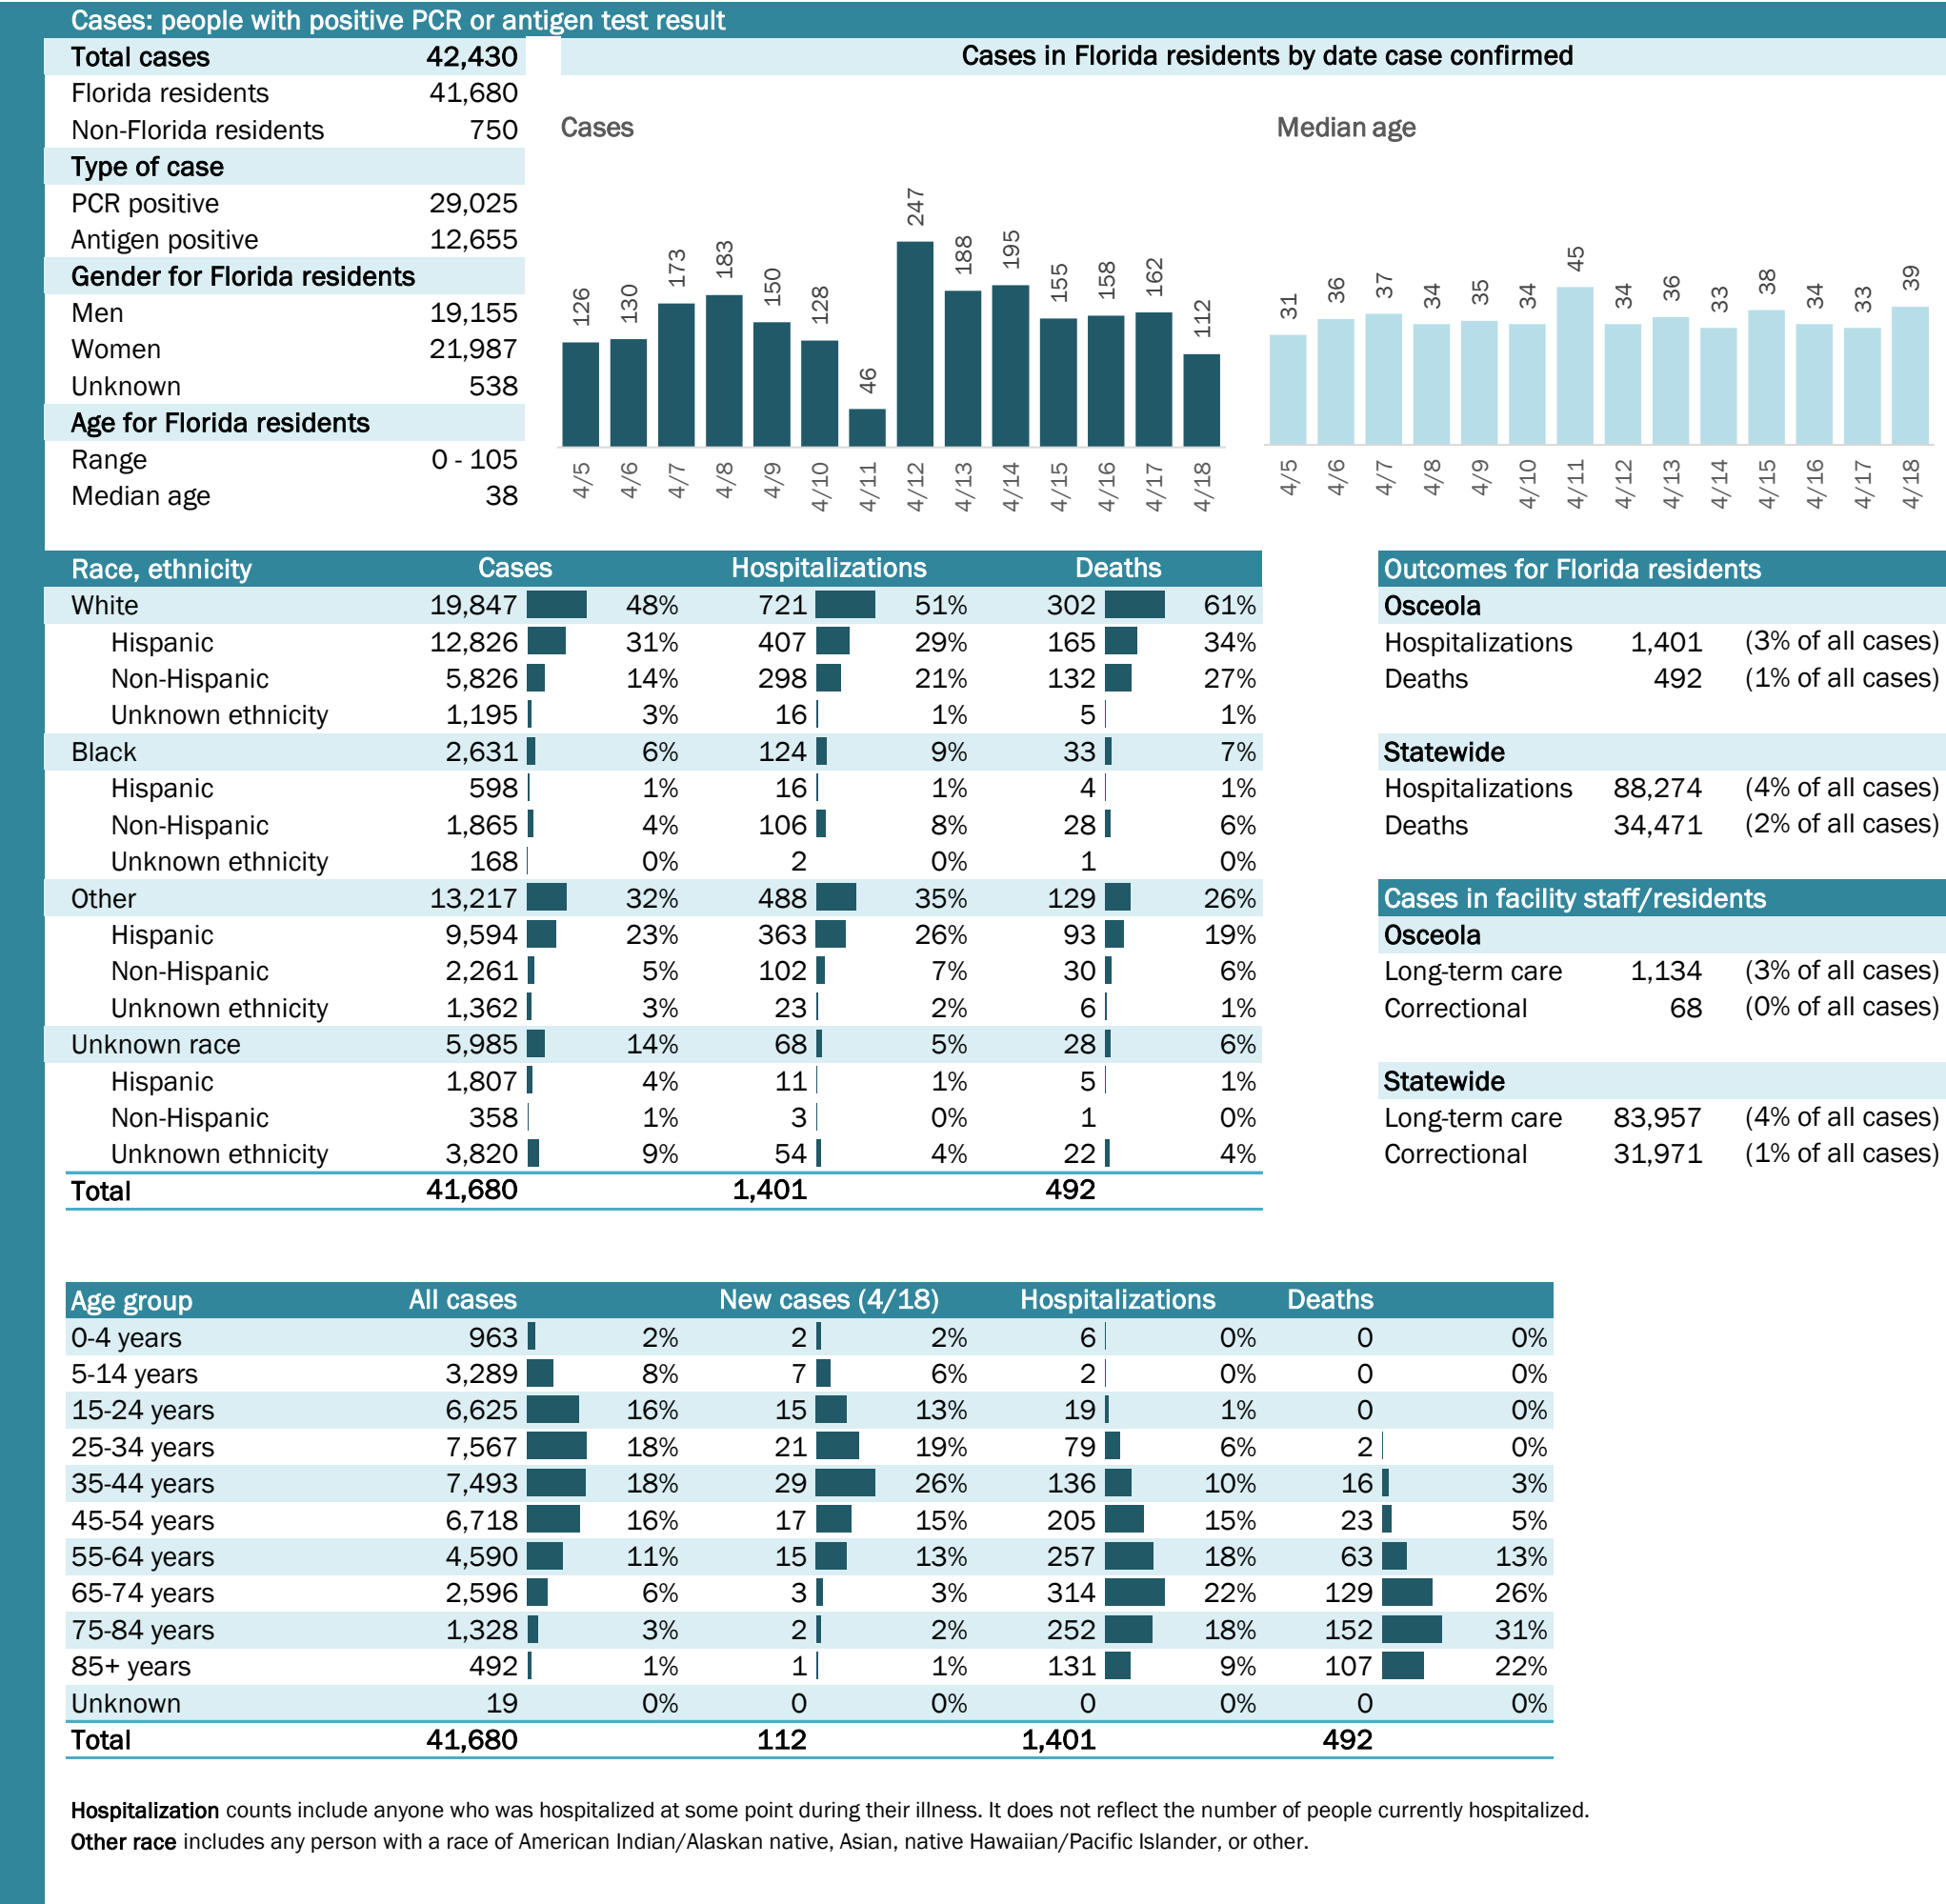 Cases: people with positive PCR or antigen test result
Total cases 42,430
Florida residents 41,680
Non-Florida residents 750
Type of case
PCR positive 29,025
Antigen positive 12,655
Gender for Florida residents
Men 19,155
Women 21,987
Unknown 538
Age for Florida residents
Range 0 - 105
Median age 38
Cases in Florida residents by date case confirmed
Cases
126 130 173 183 150 128 46 247 188 195 155 158 162 112
4/5 4/6 4/7 4/8 4/9 4/10 4/11 4/12 4/13 4/14 4/15 4/16 4/17 4/18
Median age
31 36 37 34 35 34 45 34 36 33 38 34 33 39
4/5 4/6 4/7 4/8 4/9 4/10 4/11 4/12 4/13 4/14 4/15 4/16 4/17 4/18
Race, ethnicity Cases Hospitalizations Deaths
White 19,847 48% 721 51% 302 61%
Hispanic 12,826 31% 407 29% 165 34%
Non-Hispanic 5,826 14% 298 21% 132 27%
Unknown ethnicity 1,195 3% 16 1% 5 1%
Black 2,631 6% 124 9% 33 7%
Hispanic 598 1% 16 1% 4 1%
Non-Hispanic 1,865 4% 106 8% 28 6%
Unknown ethnicity 168 0% 2 0% 1 0%
Other 13,217 32% 488 35% 129 26%
Hispanic 9,594 23% 363 26% 93 19%
Non-Hispanic 2,261 5% 102 7% 30 6%
Unknown ethnicity 1,362 3% 23 2% 6 1%
Unknown race 5,985 14% 68 5% 28 6%
Hispanic 1,807 4% 11 1% 5 1%
Non-Hispanic 358 1% 3 0% 1 0%
Unknown ethnicity 3,820 9% 54 4% 22 4%
Total 41,680 1,401 492
Outcomes for Florida residents
Osceola
Hospitalizations 1,401 (3% of all cases)
Deaths 492 (1% of all cases)
Statewide
Hospitalizations 88,274 (4% of all cases)
Deaths 34,471 (2% of all cases)
Cases in facility staff/residents
Osceola
Long-term care 1,134 (3% of all cases)
Correctional 68 (0% of all cases)
Statewide
Long-term care 83,957 (4% of all cases)
Correctional 31,971 (1% of all cases)
Age group All cases New cases (4/18) Hospitalizations Deaths
0-4 years 963 2% 2 2% 6 0% 0 0%
5-14 years 3,289 8% 7 6% 2 0% 0 0%
15-24 years 6,625 16% 15 13% 19 1% 0 0%
25-34 years 7,567 18% 21 19% 79 6% 2 0%
35-44 years 7,493 18% 29 26% 136 10% 16 3%
45-54 years 6,718 16% 17 15% 205 15% 23 5%
55-64 years 4,590 11% 15 13% 257 18% 63 13%
65-74 years 2,596 6% 3 3% 314 22% 129 26%
75-84 years 1,328 3% 2 2% 252 18% 152 31%
85+ years 492 1% 1 1% 131 9% 107 22%
Unknown 19 0% 0 0% 0 0% 0 0%
Total 41,680 112 1,401 492
Hospitalization counts include anyone who was hospitalized at some point during their illness. It does not reflect the number of people currently hospitalized.
Other race includes any person with a race of American Indian/Alaskan native, Asian, native Hawaiian/Pacific Islander, or other.